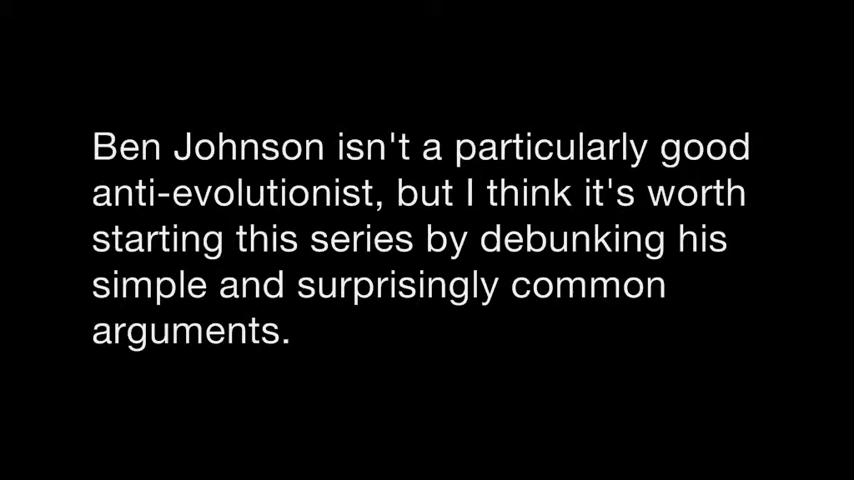 Ben Johnson isn't a particularly good
anti-evolutionist, but I think it's worth
starting this series by debunking his
simple and surprisingly common
arguments.